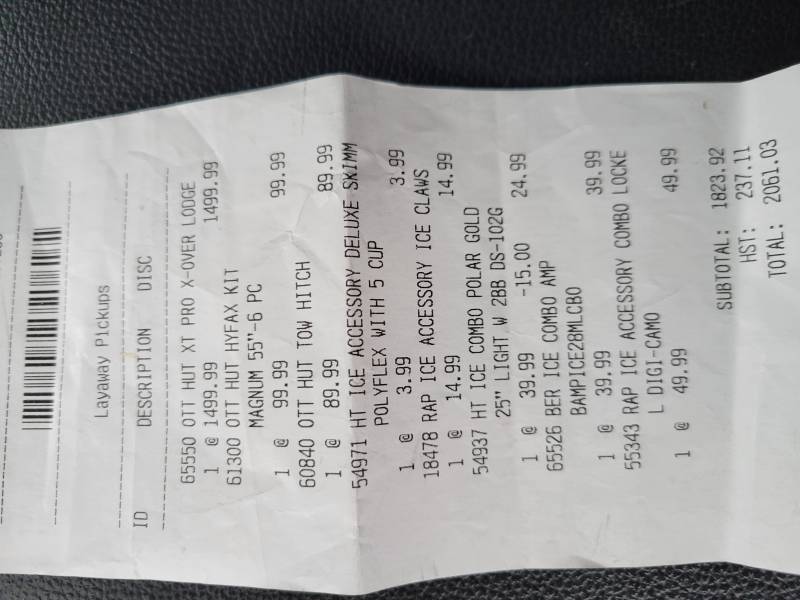 Layaway Pickups
ID DESCRIPTION DISC
65550 OTT HUT XT PRO X-OVER LODGE
1 @ 1499.99 1499.99
61300 OTT HUT HYFAX KIT
MAGNUM 55"-6 PC
1 @ 99.99 99.99
60840 OTT HUT TOW HITCH
1 @ 89.99 89.99
54971 HT ICE ACCESSORY DELUXE SKIMM
POLYFLEX WITH 5 CUP
1 @ 3.99 3.99
18478 RAP ICE ACCESSORY ICE CLAWS
1 @ 14.99 14.99
54937 HT ICE COMBO POLAR GOLD
25" LIGHT W 2BB DS-102G
1 @ 39.99 -15.00 24.99
65526 BER ICE COMBO AMP
BAMPICE28MLCBO
1 @ 39.99 39.99
55343 RAP ICE ACCESSORY COMBO LOCKE
L DIGI-CAMO
1 @ 49.99 49.99
SUBTOTAL: 1823.92
HST: 237.11
TOTAL: 2061.03